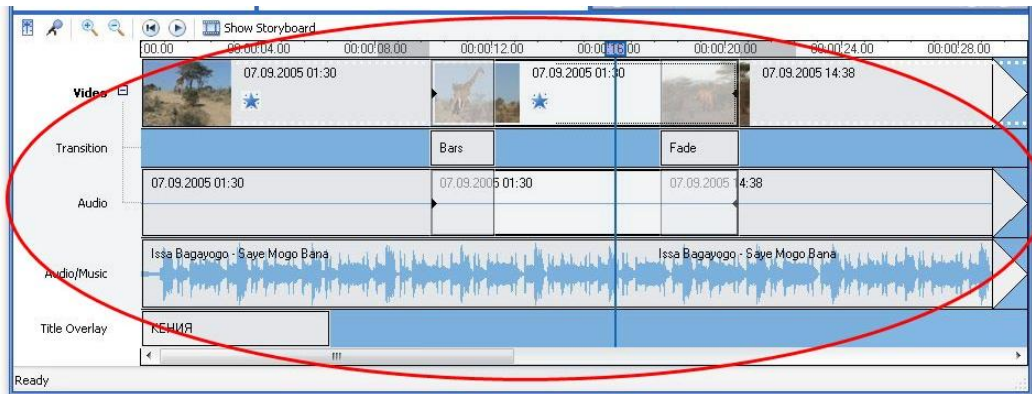 Show Storyboard
00.00 00:00:04.00 00:00:08.00 00:00:12.00 00:00:16.00 00:00:20.00 00:00:24.00 00:00:28.00
Video 07.09.2005 01:30 07.09.2005 01:30 07.09.2005 14:38
Transition Bars Fade
07.09.2005 01:30 07.09.2005 01:30 07.09.2005 14:38
Audio
Issa Bagayogo - Saye Mogo Bana Issa Bagayogo - Saye Mogo Bana
Audio/Music
Title Overlay КЕНИЯ
Ready